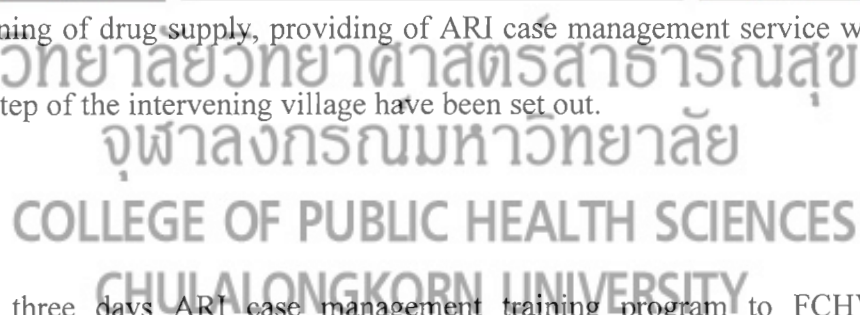 ning of drug supply, providing of ARI case management service w
วิทยาลัยวิทยาศาสตร์สาธารณสุข
tep of the intervening village have been set out.
จุฬาลงกรณ์มหาวิทยาลัย
COLLEGE OF PUBLIC HEALTH SCIENCES
three days ARI case management training program to FCHV
CHULALONGKORN UNIVERSITY